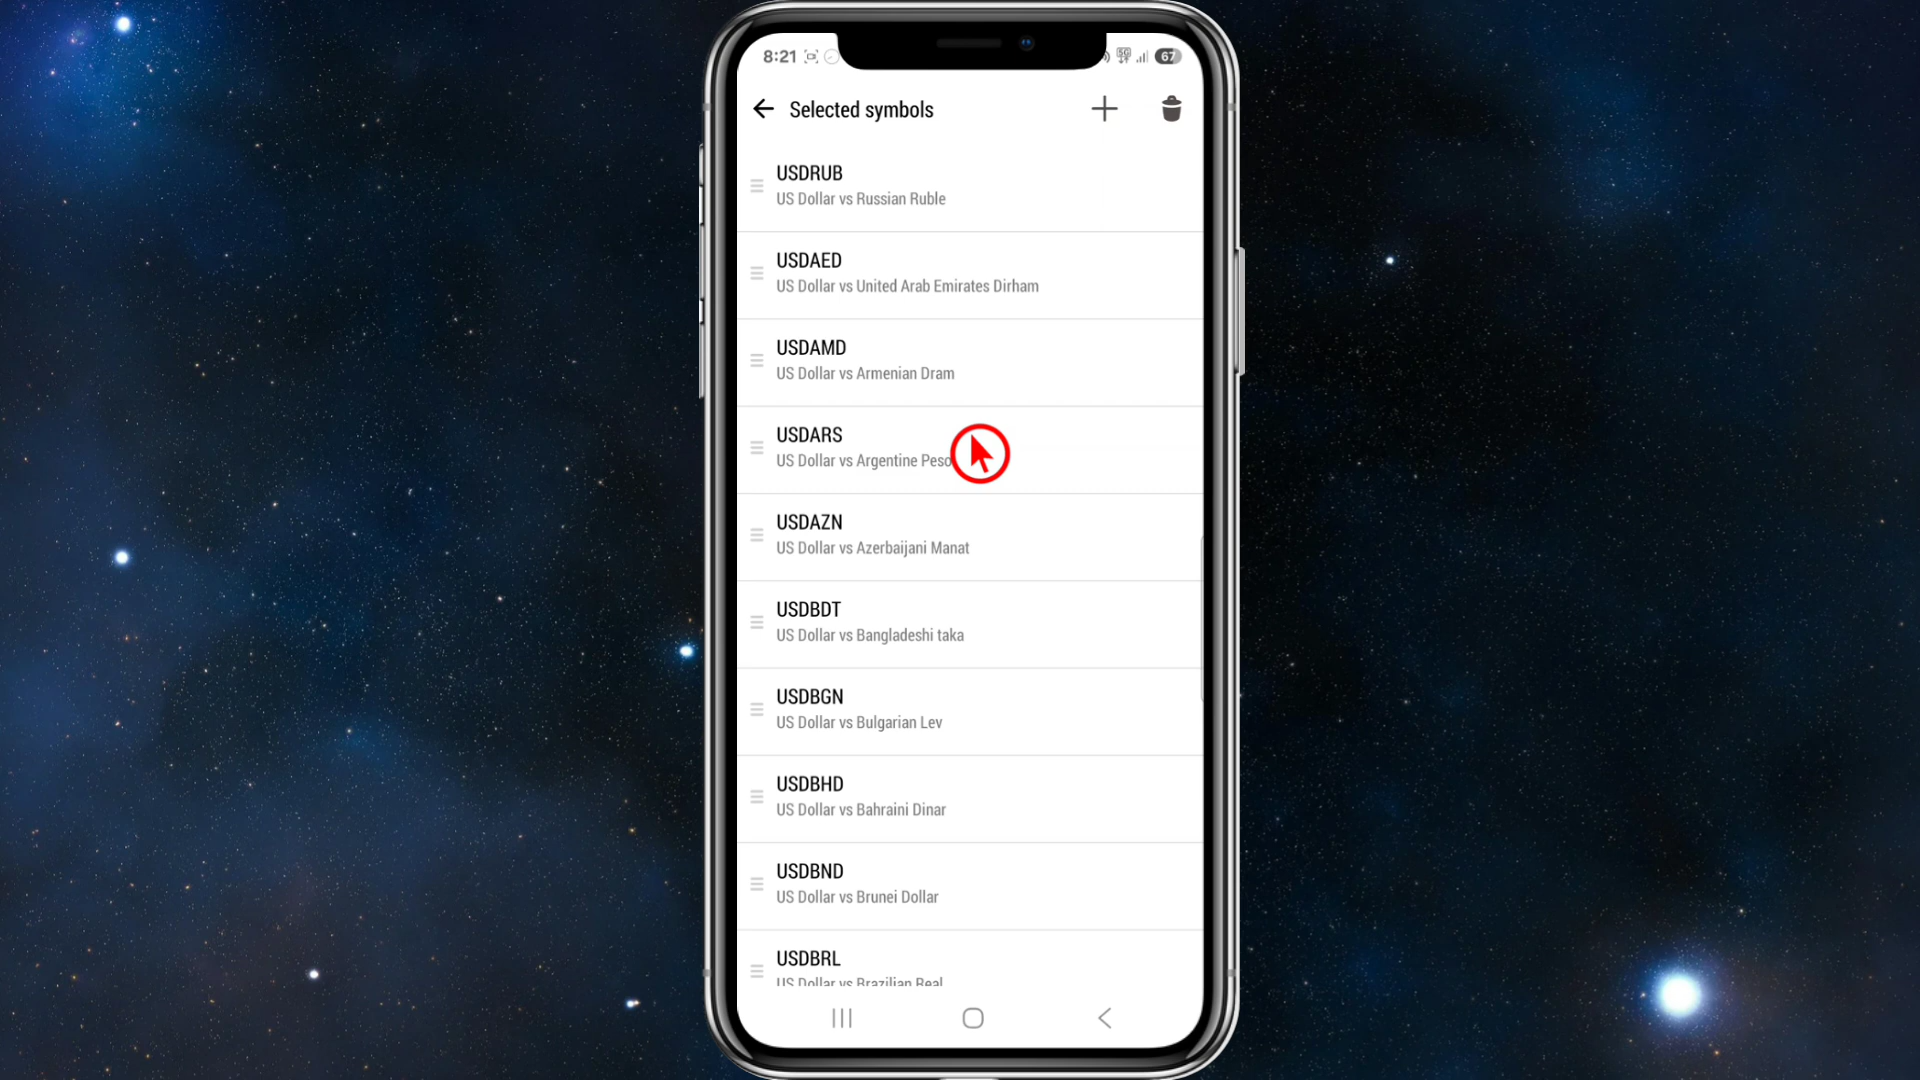 8:21
5G
67
Selected symbols
USDRUB
US Dollar vs Russian Ruble
USDAED
US Dollar vs United Arab Emirates Dirham
USDAMD
US Dollar vs Armenian Dram
USDARS
US Dollar vs Argentine Peso
USDAZN
US Dollar vs Azerbaijani Manat
USDBDT
US Dollar vs Bangladeshi taka
USDBGN
US Dollar vs Bulgarian Lev
USDBHD
US Dollar vs Bahraini Dinar
USDBND
US Dollar vs Brunei Dollar
USDBRL
US Dollar vs Brazilian Real